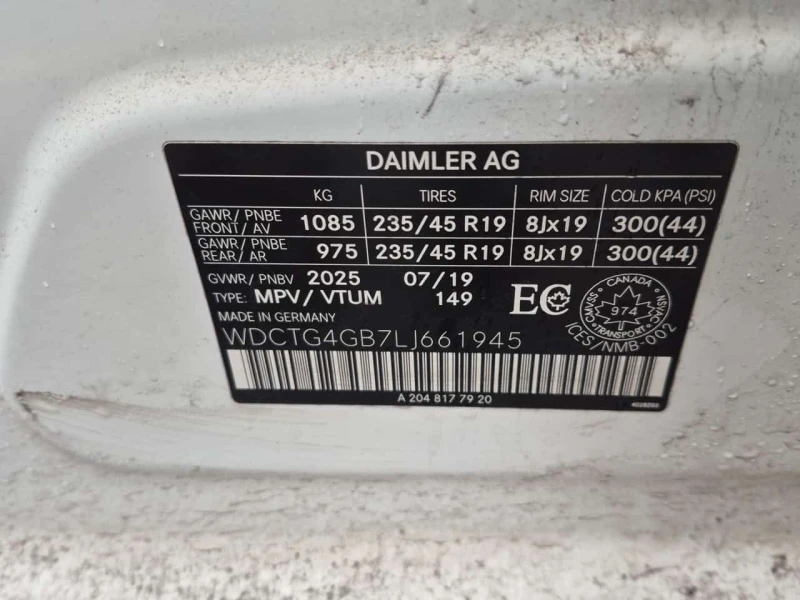 DAIMLER AG
KG TIRES RIM SIZE COLD KPA (PSI)
GAWR/ PNBE FRONT/ AV 1085 235/45 R19 8Jx19 300(44)
GAWR/ PNBE REAR/ AR 975 235/45 R19 8Jx19 300(44)
GVWR/ PNBV 2025 07/19
TYPE: MPV/ VTUM 149
EC
CANADA
CMVSS NSVAC
974
TRANSPORT
ICES/NMB-002
MADE IN GERMANY
WDCTG4GB7LJ661945
A 204 817 79 20